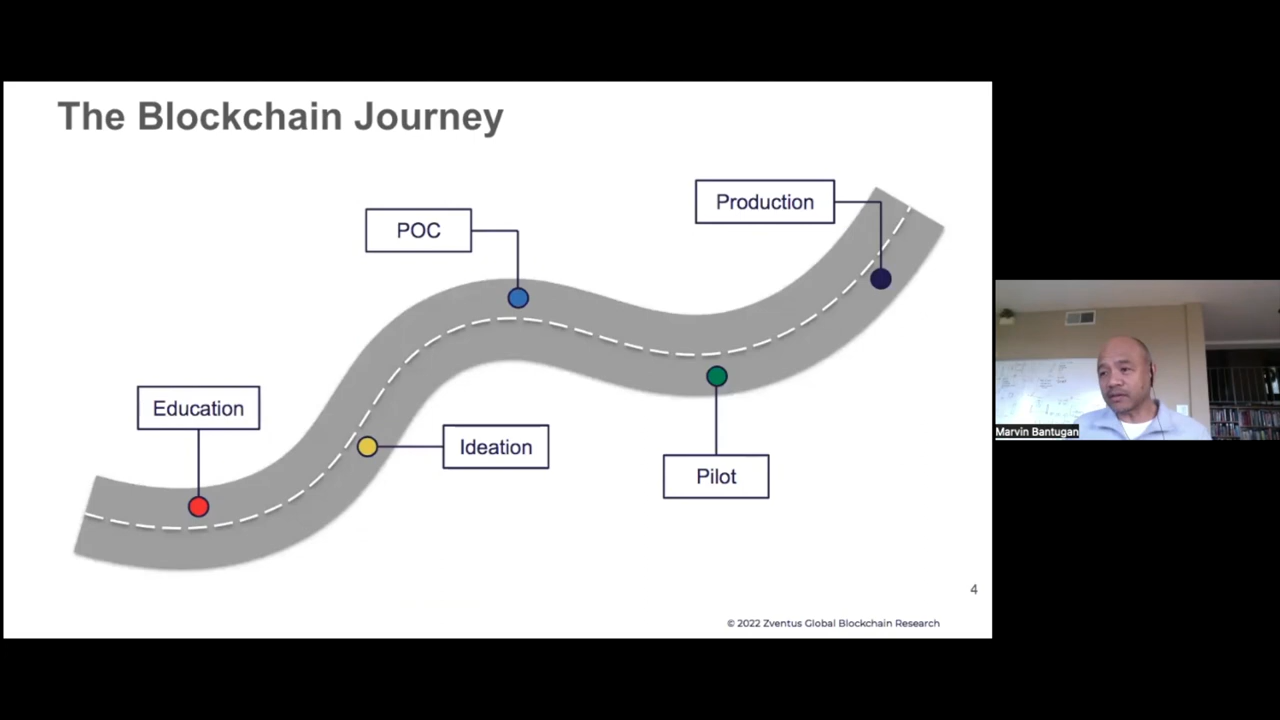 The Blockchain Journey
Production
POC
Education
Ideation
Pilot
Marvin Bantugan
4
© 2022 Zventus Global Blockchain Research